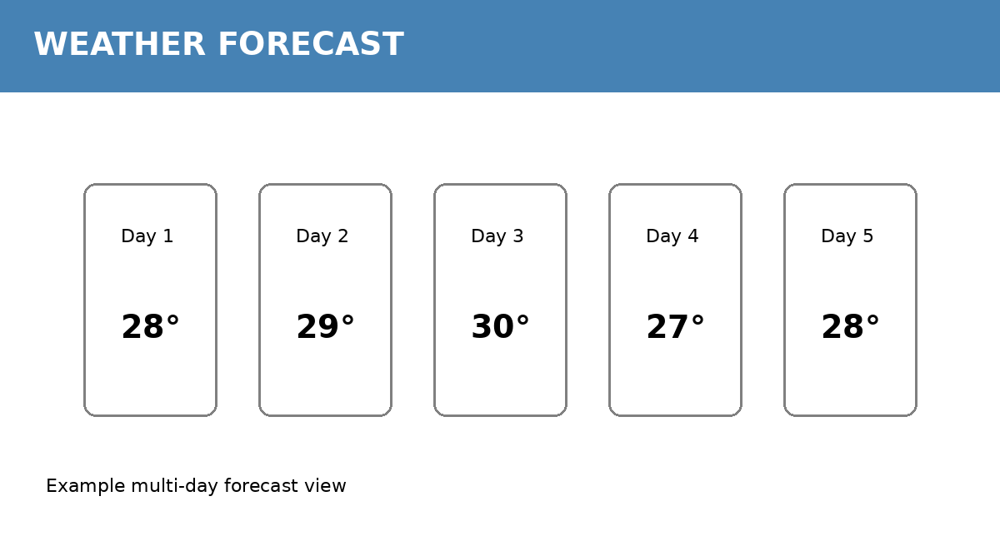 WEATHER FORECAST
Day 1 Day 2 Day 3 Day 4 Day 5
28° 29° 30° 27° 28°
Example multi-day forecast view